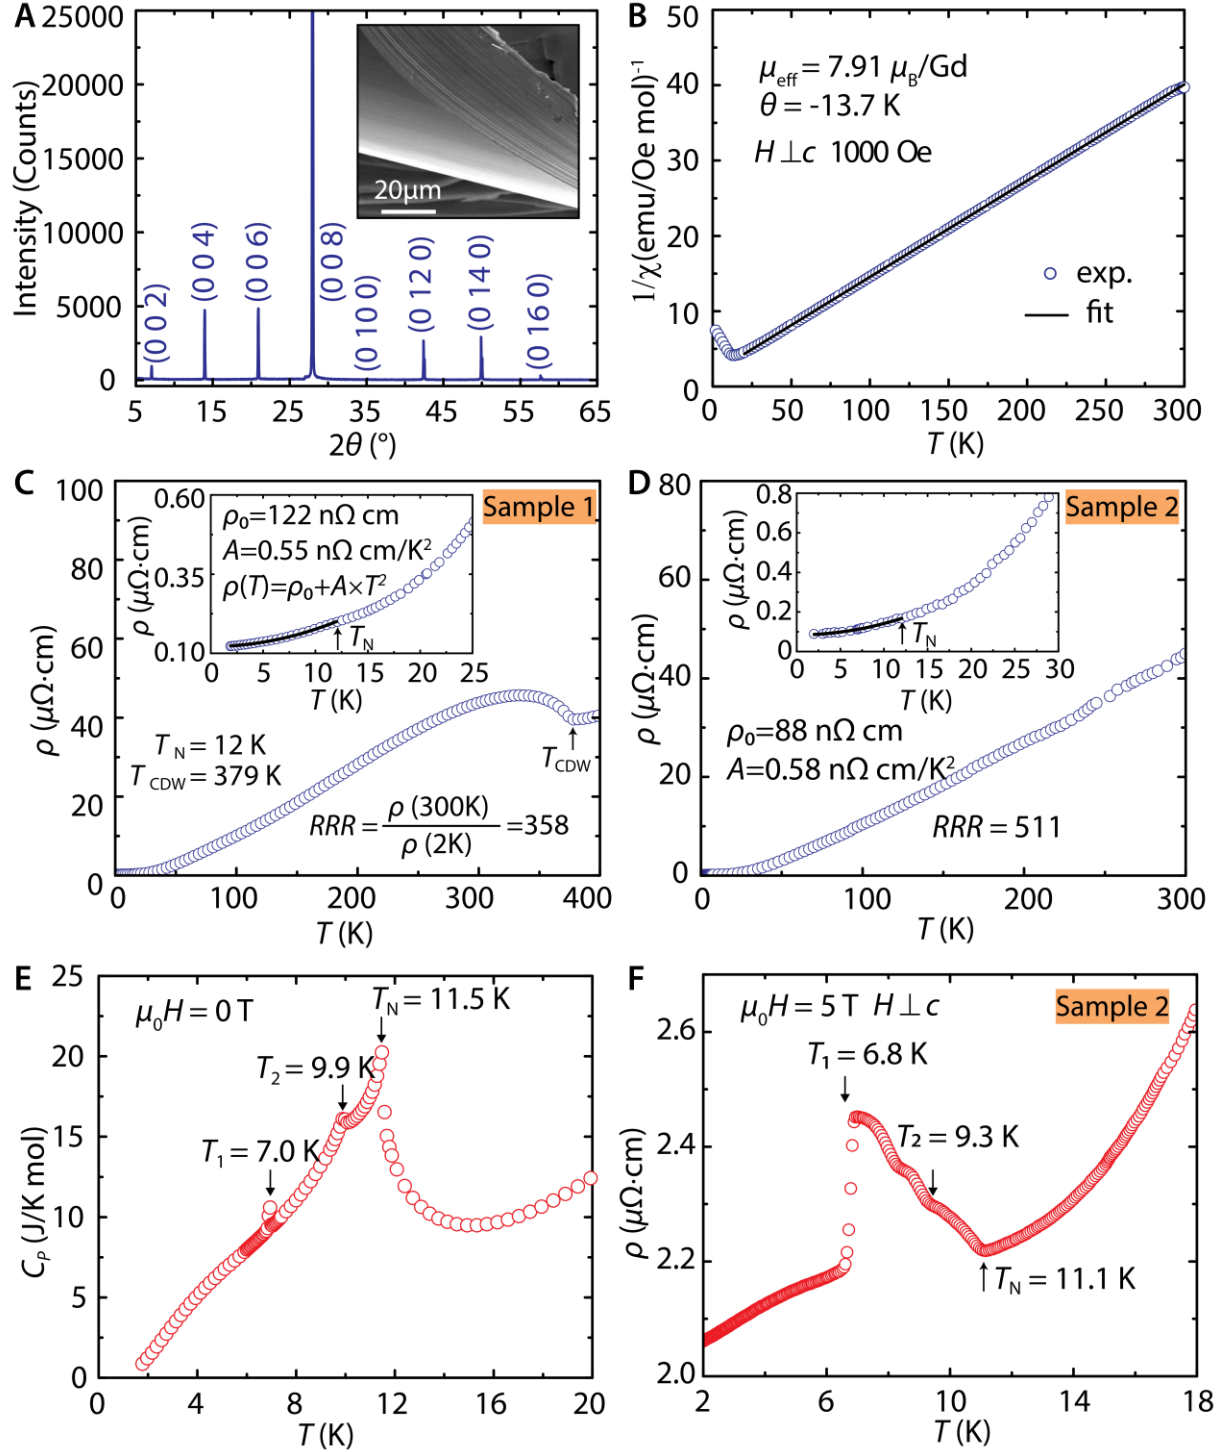 A
25000
20000
15000
10000
5000
0
Intensity (Counts)
(0 0 2)
(0 0 4)
(0 0 6)
(0 0 8)
(0 10 0)
(0 12 0)
(0 14 0)
(0 16 0)
20μm
5 15 25 35 45 55 65
2θ (°)
B
50
40
30
20
10
0
1/χ(emu/Oe mol)⁻¹
μeff = 7.91 μB/Gd
θ = -13.7 K
H⊥c 1000 Oe
exp.
fit
0 50 100 150 200 250 300
T (K)
C
100
80
60
40
20
0
ρ (μΩ·cm)
Sample 1
0.60
0.35
0.10
ρ (μΩ·cm)
ρ₀=122 nΩ cm
A=0.55 nΩ cm/K²
ρ(T)=ρ₀+A×T²
TN
0 5 10 15 20 25
T (K)
TN = 12 K
TCDW = 379 K
TCDW
RRR = ρ (300K) / ρ (2K) =358
0 100 200 300 400
T (K)
D
80
60
40
20
0
ρ (μΩ·cm)
Sample 2
0.8
0.6
0.4
0.2
0
ρ (μΩ·cm)
TN
0 5 10 15 20 25 30
T (K)
ρ₀=88 nΩ cm
A=0.58 nΩ cm/K²
RRR = 511
0 100 200 300
T (K)
E
25
20
15
10
5
0
CP (J/K mol)
μ₀H = 0 T
TN = 11.5 K
T₂ = 9.9 K
T₁ = 7.0 K
0 4 8 12 16 20
T (K)
F
2.6
2.4
2.2
2.0
ρ (μΩ·cm)
μ₀H = 5 T H⊥c
Sample 2
T₁ = 6.8 K
T₂ = 9.3 K
TN = 11.1 K
2 6 10 14 18
T (K)